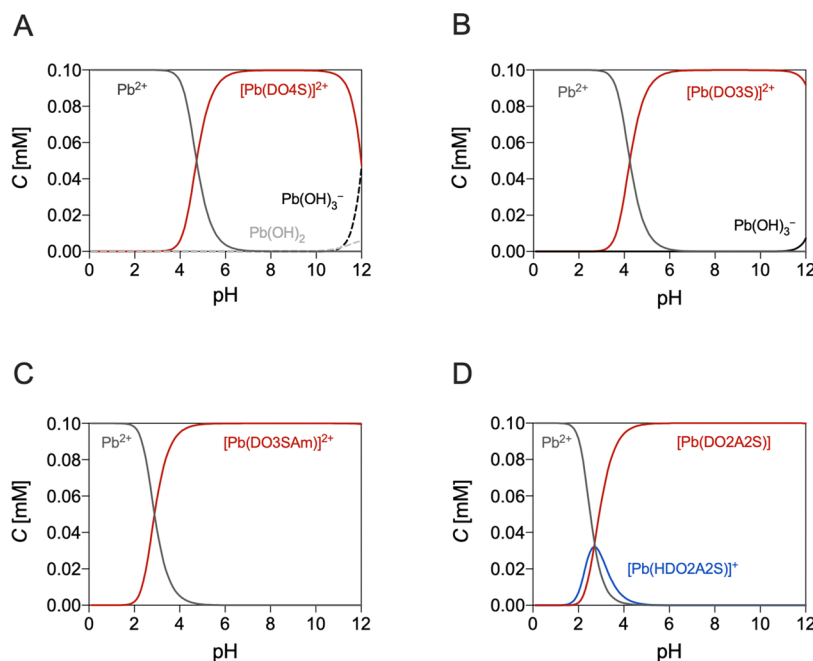 A
C [mM]
0.10
0.08
0.06
0.04
0.02
0.00
Pb²⁺
[Pb(DO4S)]²⁺
Pb(OH)₃⁻
Pb(OH)₂
0 2 4 6 8 10 12
pH
B
C [mM]
0.10
0.08
0.06
0.04
0.02
0.00
Pb²⁺
[Pb(DO3S)]²⁺
Pb(OH)₃⁻
0 2 4 6 8 10 12
pH
C
C [mM]
0.10
0.08
0.06
0.04
0.02
0.00
Pb²⁺
[Pb(DO3SAm)]²⁺
0 2 4 6 8 10 12
pH
D
C [mM]
0.10
0.08
0.06
0.04
0.02
0.00
Pb²⁺
[Pb(DO2A2S)]
[Pb(HDO2A2S)]⁺
0 2 4 6 8 10 12
pH